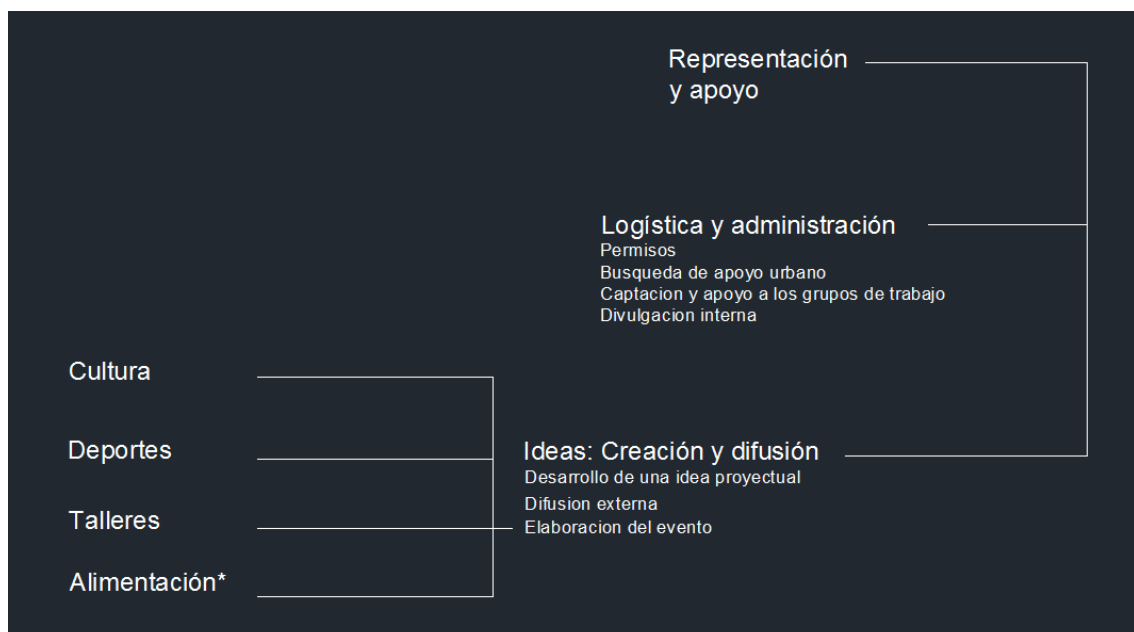 Representación
y apoyo
Logística y administración
Permisos
Busqueda de apoyo urbano
Captacion y apoyo a los grupos de trabajo
Divulgacion interna
Cultura
Deportes
Talleres
Alimentación*
Ideas: Creación y difusión
Desarrollo de una idea proyectual
Difusion externa
Elaboracion del evento